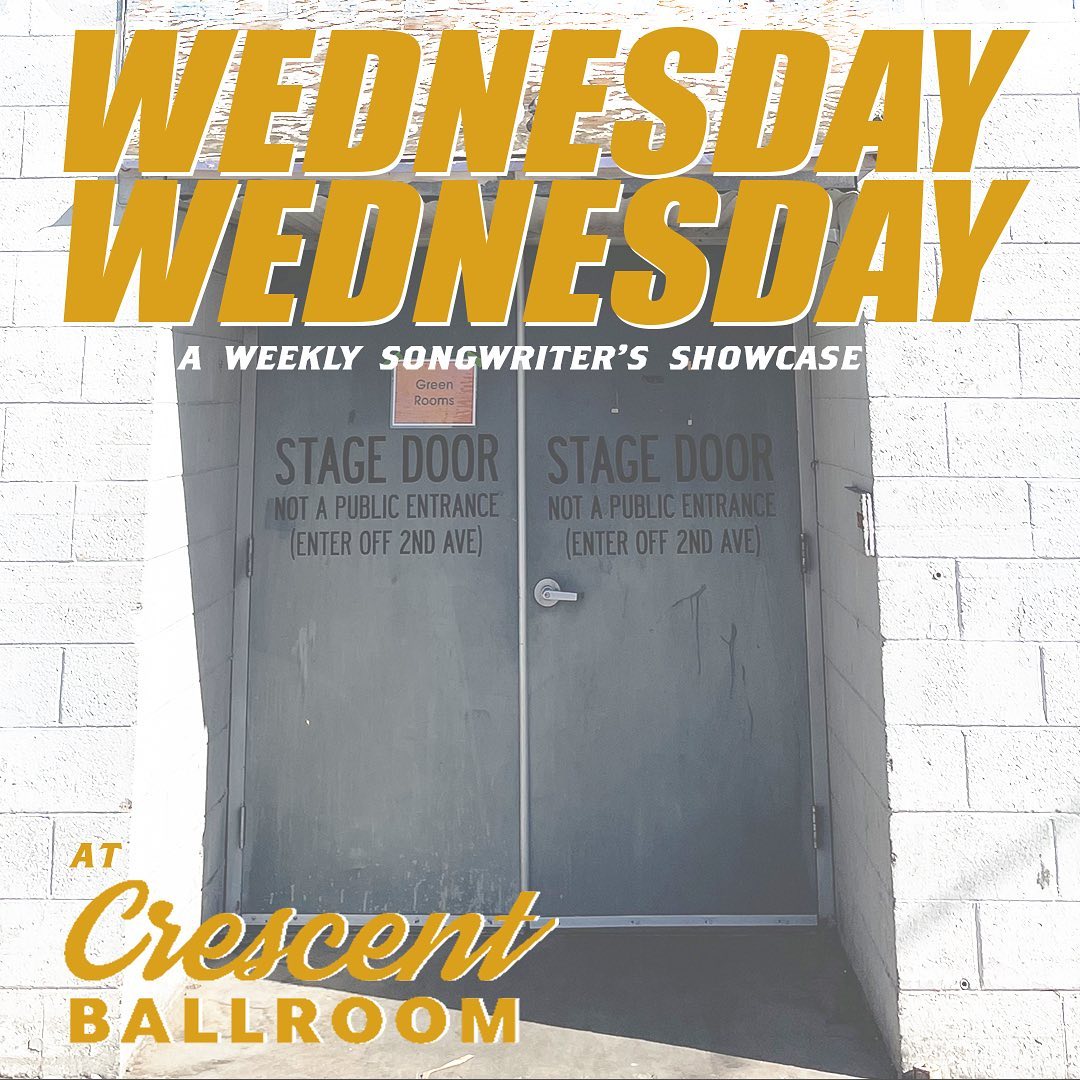 WEDNESDAY
WEDNESDAY
A WEEKLY SONGWRITER'S SHOWCASE
Green
Rooms
STAGE DOOR
NOT A PUBLIC ENTRANCE
(ENTER OFF 2ND AVE)
STAGE DOOR
NOT A PUBLIC ENTRANCE
(ENTER OFF 2ND AVE)
AT
Crescent
BALLROOM